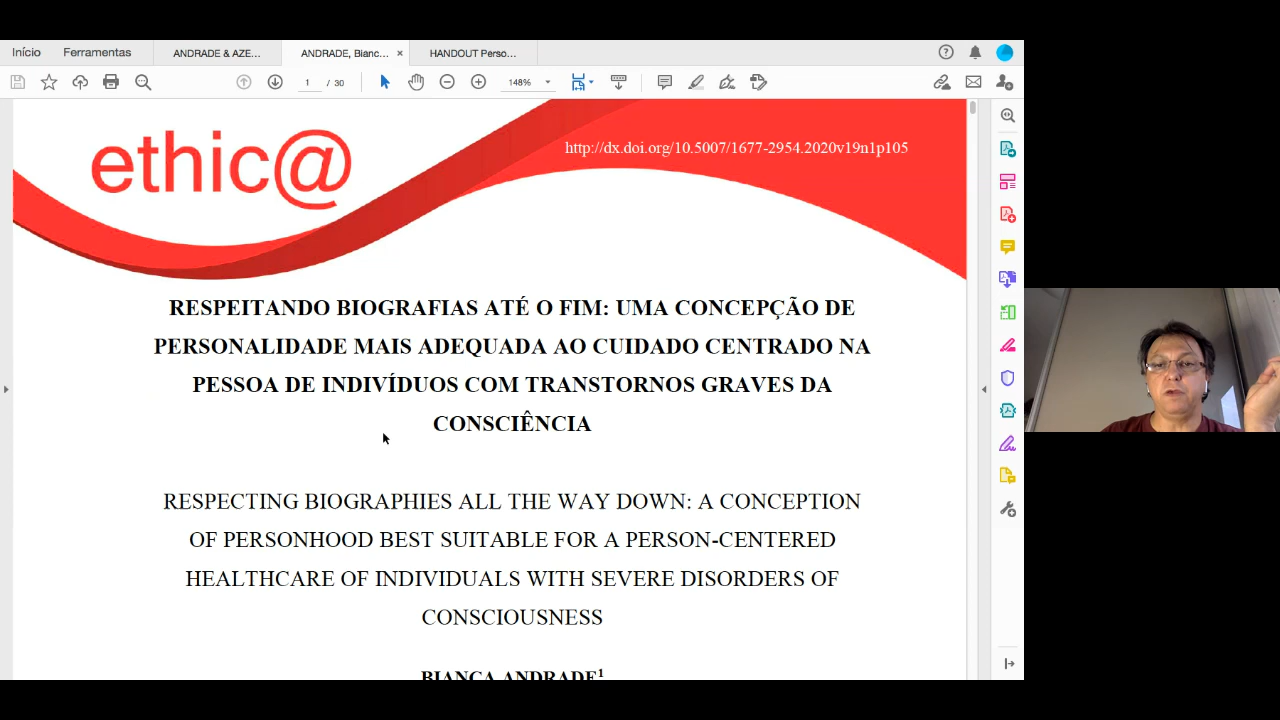 Início Ferramentas ANDRADE & AZE... ANDRADE, Bianc... × HANDOUT Perso...
1 / 30 148%
ethic@
http://dx.doi.org/10.5007/1677-2954.2020v19n1p105
RESPEITANDO BIOGRAFIAS ATÉ O FIM: UMA CONCEPÇÃO DE
PERSONALIDADE MAIS ADEQUADA AO CUIDADO CENTRADO NA
PESSOA DE INDIVÍDUOS COM TRANSTORNOS GRAVES DA
CONSCIÊNCIA
RESPECTING BIOGRAPHIES ALL THE WAY DOWN: A CONCEPTION
OF PERSONHOOD BEST SUITABLE FOR A PERSON-CENTERED
HEALTHCARE OF INDIVIDUALS WITH SEVERE DISORDERS OF
CONSCIOUSNESS
BIANCA ANDRADE¹